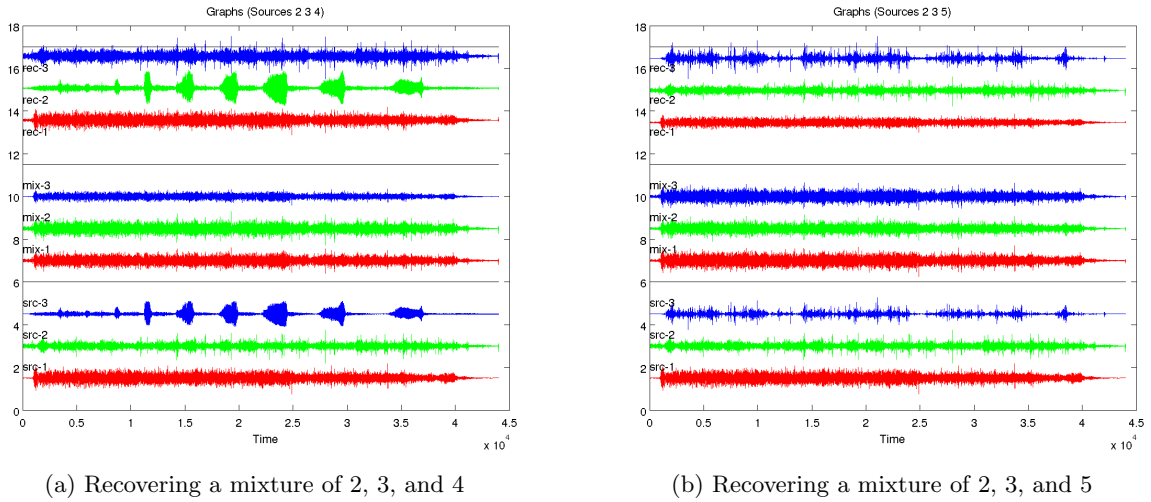 Graphs (Sources 2 3 4)
18
16
14
12
10
8
6
4
2
0
rec-3
rec-2
rec-1
mix-3
mix-2
mix-1
src-3
src-2
src-1
0 0.5 1 1.5 2 2.5 3 3.5 4 4.5
Time
x 10^4
(a) Recovering a mixture of 2, 3, and 4
Graphs (Sources 2 3 5)
18
16
14
12
10
8
6
4
2
0
rec-3
rec-2
rec-1
mix-3
mix-2
mix-1
src-3
src-2
src-1
0 0.5 1 1.5 2 2.5 3 3.5 4 4.5
Time
x 10^4
(b) Recovering a mixture of 2, 3, and 5